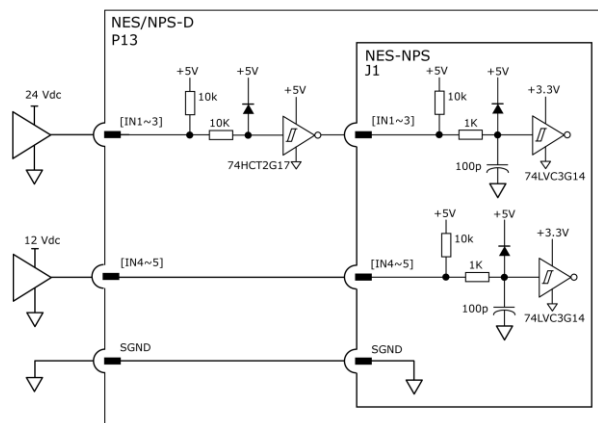 NES/NPS-D
P13
NES-NPS
J1
24 Vdc
+5V
+5V
+5V
+5V
+5V
+3.3V
[IN1~3]
10k
10K
74HCT2G17
[IN1~3]
10k
1K
100p
74LVC3G14
12 Vdc
+5V
+5V
+3.3V
[IN4~5]
[IN4~5]
10k
1K
100p
74LVC3G14
SGND
SGND